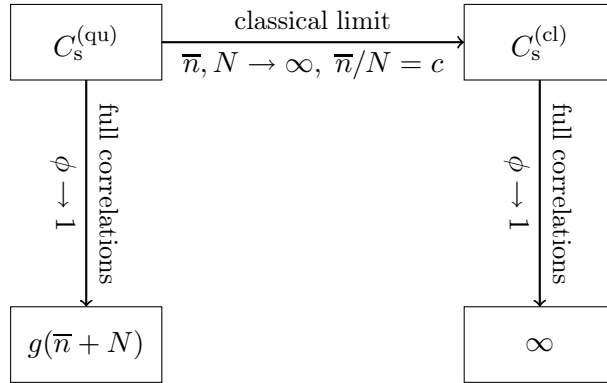 C_s^(qu)
classical limit
n̅, N → ∞, n̅/N = c
C_s^(cl)
full correlations
ϕ → 1
full correlations
ϕ → 1
g(n̅ + N)
∞